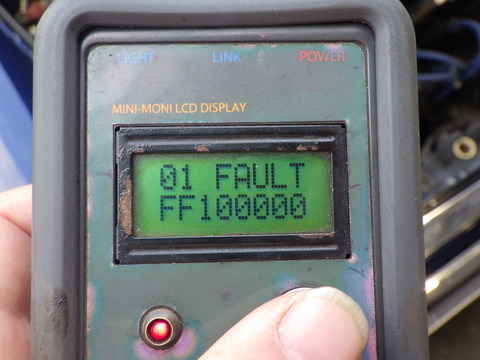 LIGHT LINK POWER
MINI-MONI LCD DISPLAY
01 FAULT
FF100000